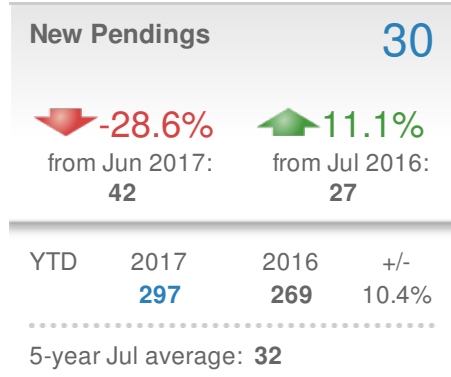 New Pendings 30
-28.6% 11.1%
from Jun 2017: from Jul 2016:
42 27
YTD 2017 2016 +/-
297 269 10.4%
5-year Jul average: 32